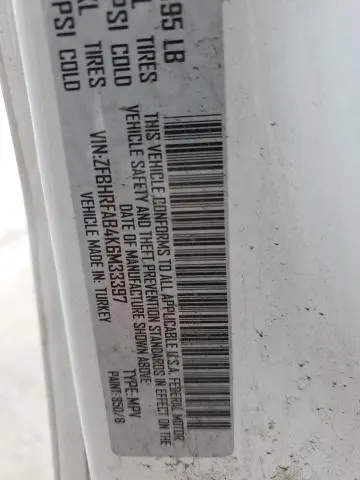 95 LB
XL TIRES
PSI COLD
XL TIRES
PSI COLD
THIS VEHICLE CONFORMS TO ALL APPLICABLE U.S.A. FEDERAL MOTOR
VEHICLE SAFETY AND THEFT PREVENTION STANDARDS IN EFFECT ON THE
DATE OF MANUFACTURE SHOWN ABOVE:
VIN:ZFBHRFAB4K6M33397
TYPE:MPV
VEHICLE MADE IN: TURKEY
PAINT: 850/B